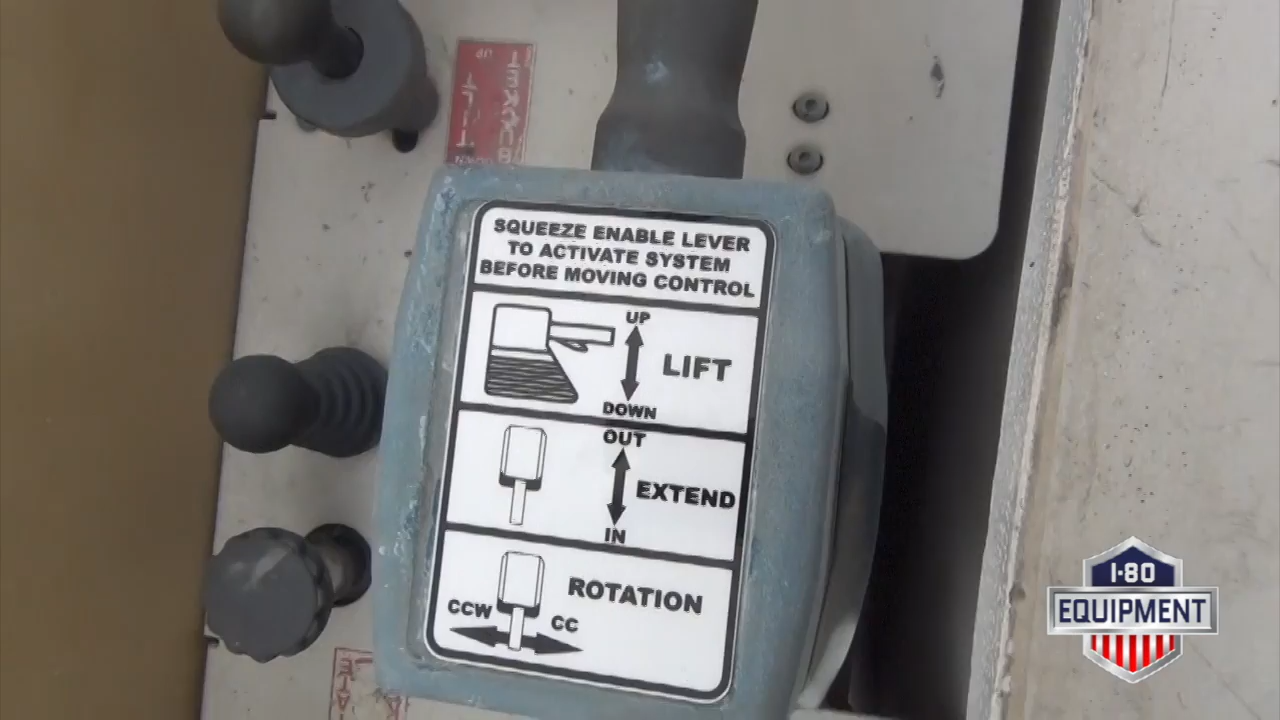 SQUEEZE ENABLE LEVER
TO ACTIVATE SYSTEM
BEFORE MOVING CONTROL
UP
LIFT
DOWN
OUT
EXTEND
IN
ROTATION
CCW
CC
I-80
EQUIPMENT